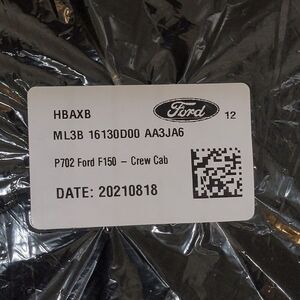 HBAXB
Ford
12
ML3B 16130D00 AA3JA6
P702 Ford F150 – Crew Cab
DATE: 20210818